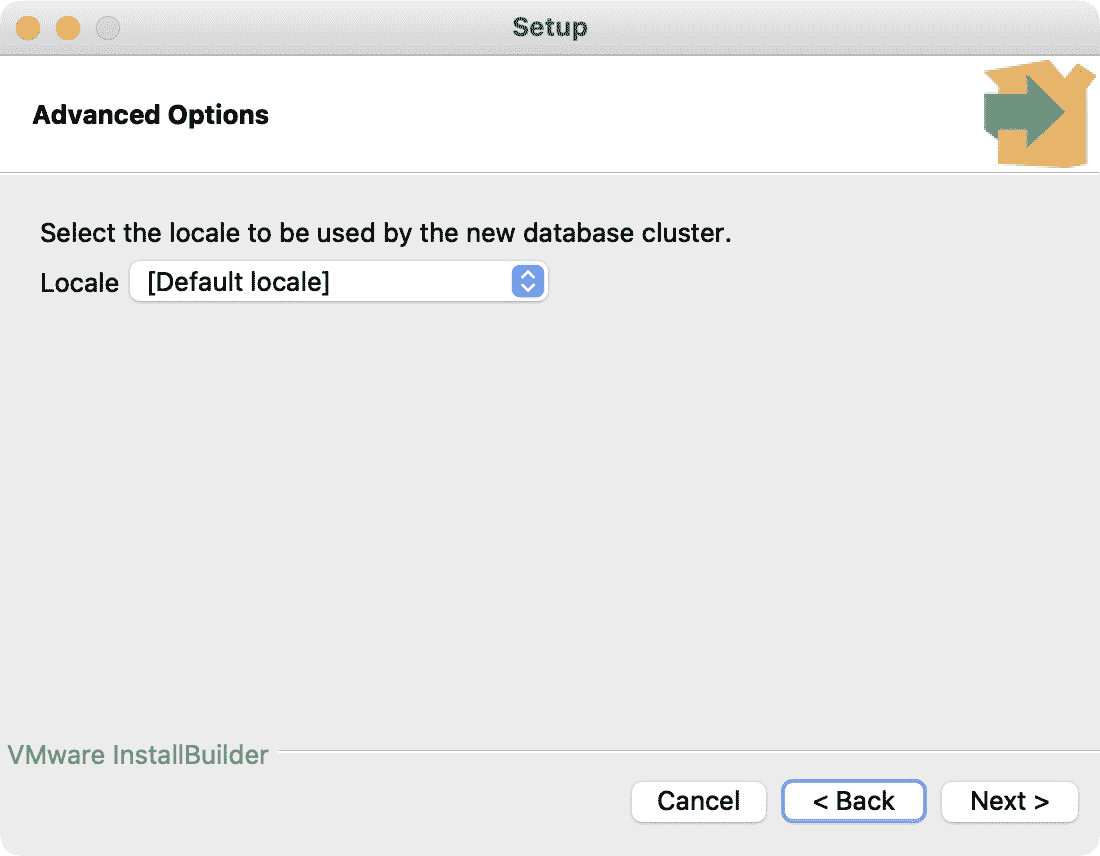 Setup
Advanced Options
Select the locale to be used by the new database cluster.
Locale [Default locale]
VMware InstallBuilder
Cancel < Back Next >